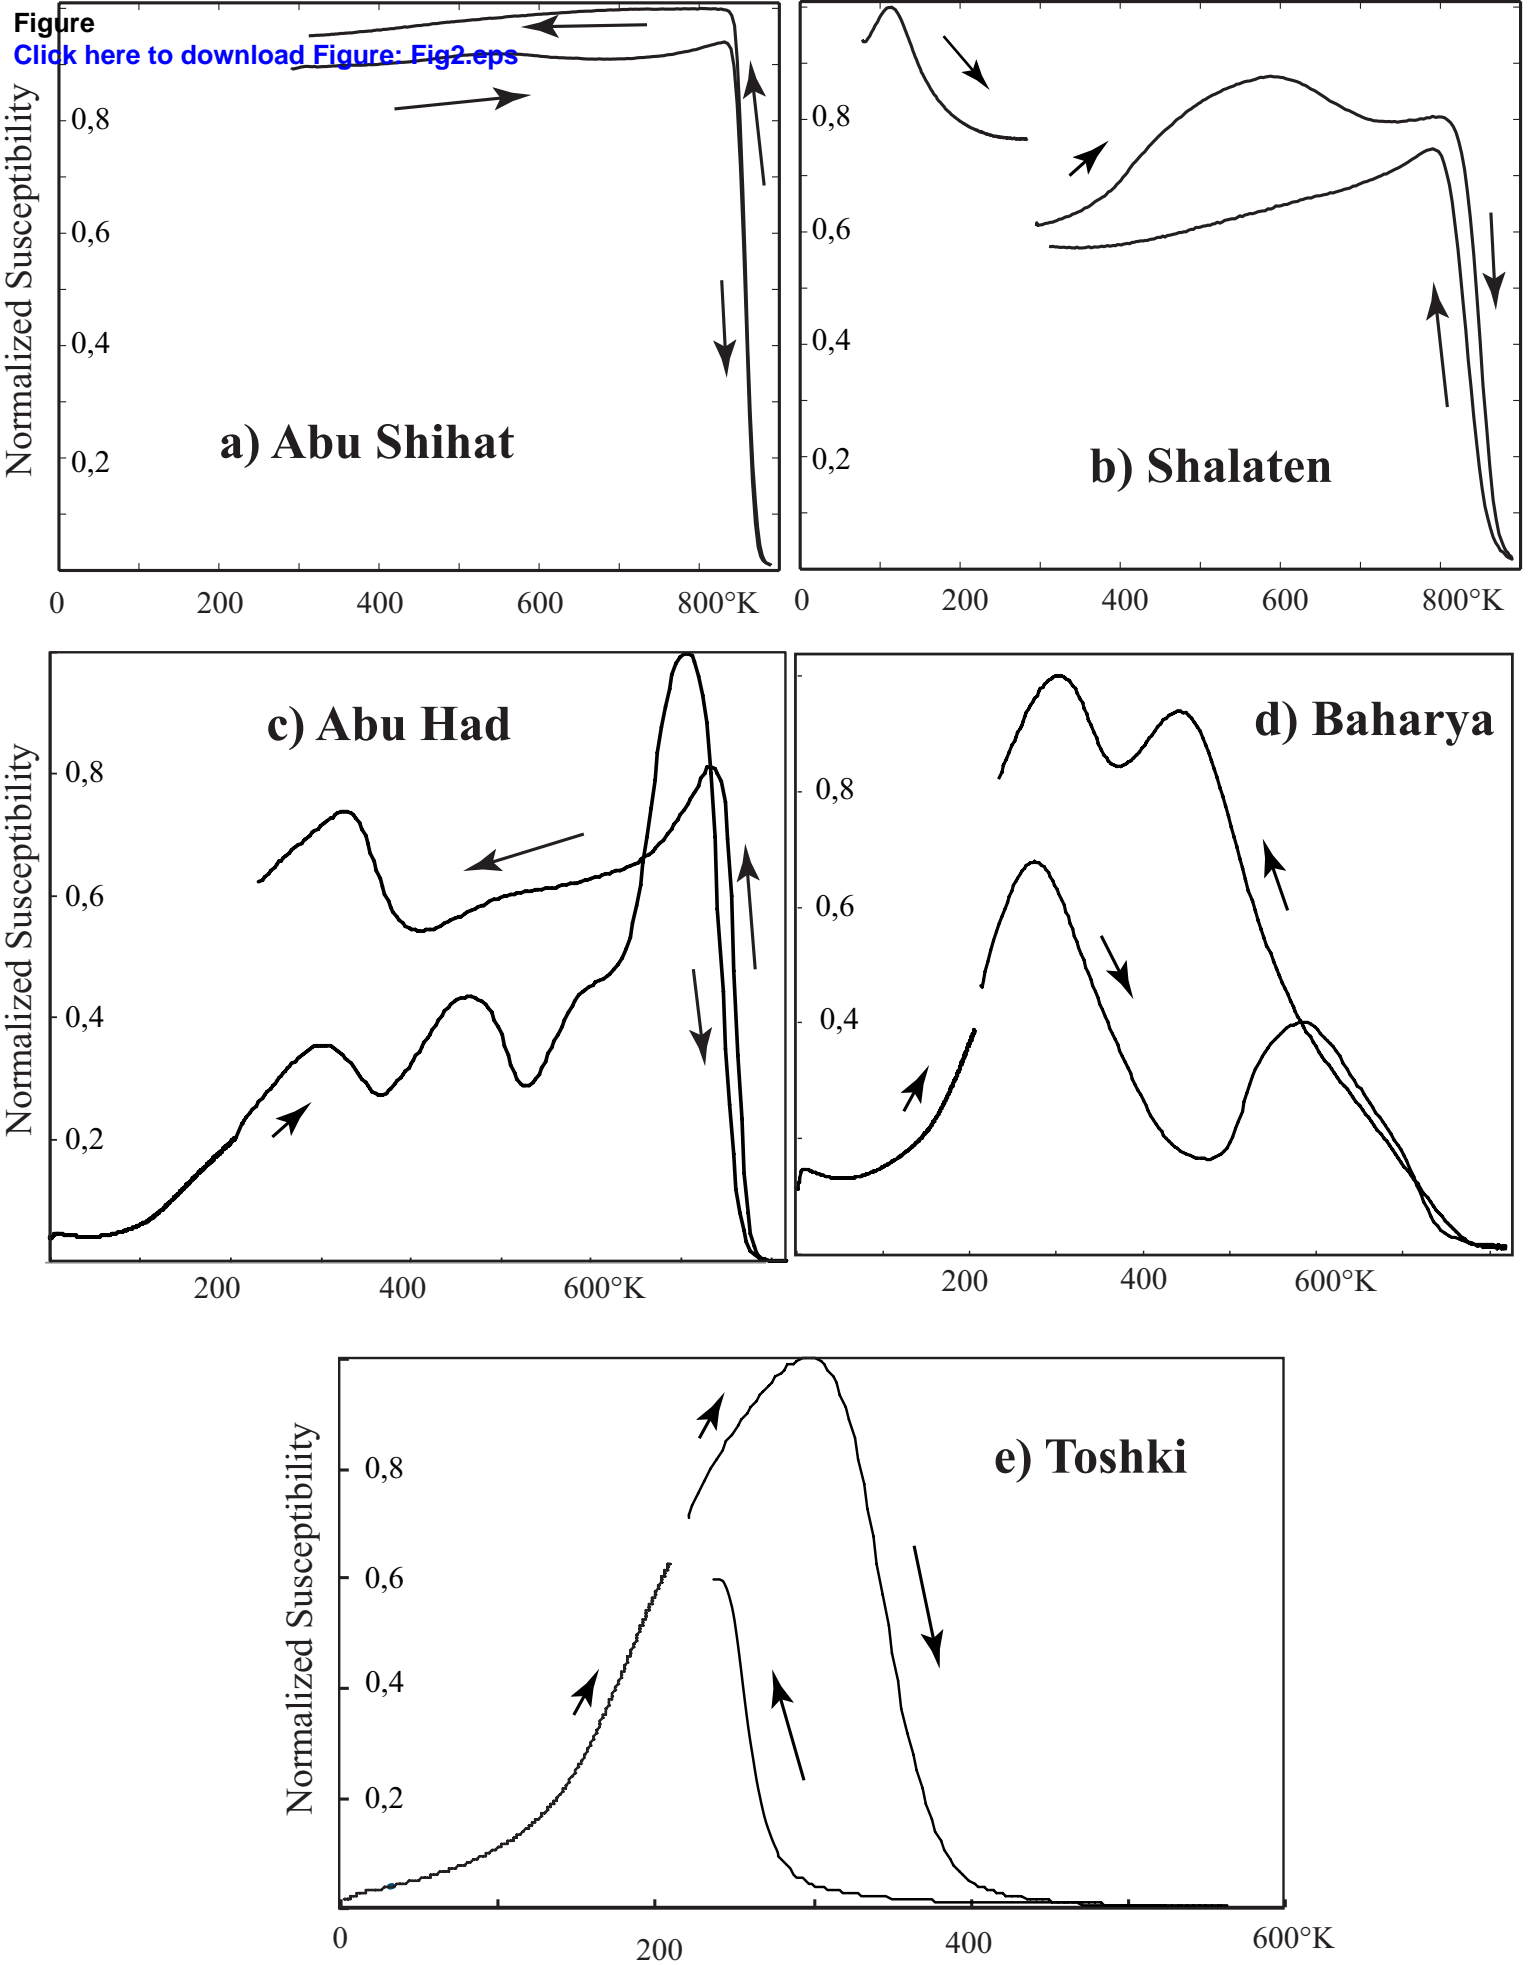 Figure
Click here to download Figure: Fig2.eps
Normalized Susceptibility
0,8
0,6
0,4
0,2
a) Abu Shihat
0 200 400 600 800°K
0,8
0,6
0,4
0,2
b) Shalaten
0 200 400 600 800°K
Normalized Susceptibility
c) Abu Had
0,8
0,6
0,4
0,2
200 400 600°K
d) Baharya
0,8
0,6
0,4
200 400 600°K
Normalized Susceptibility
e) Toshki
0,8
0,6
0,4
0,2
0 200 400 600°K